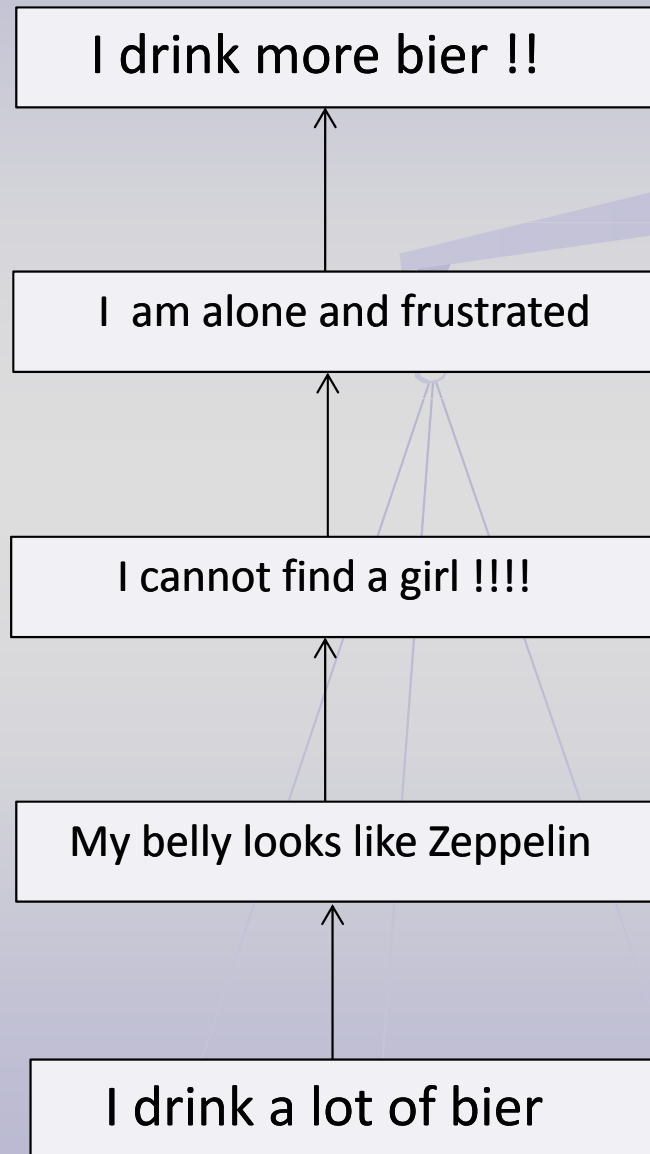 I drink more bier !!
I am alone and frustrated
I cannot find a girl !!!!
My belly looks like Zeppelin
I drink a lot of bier